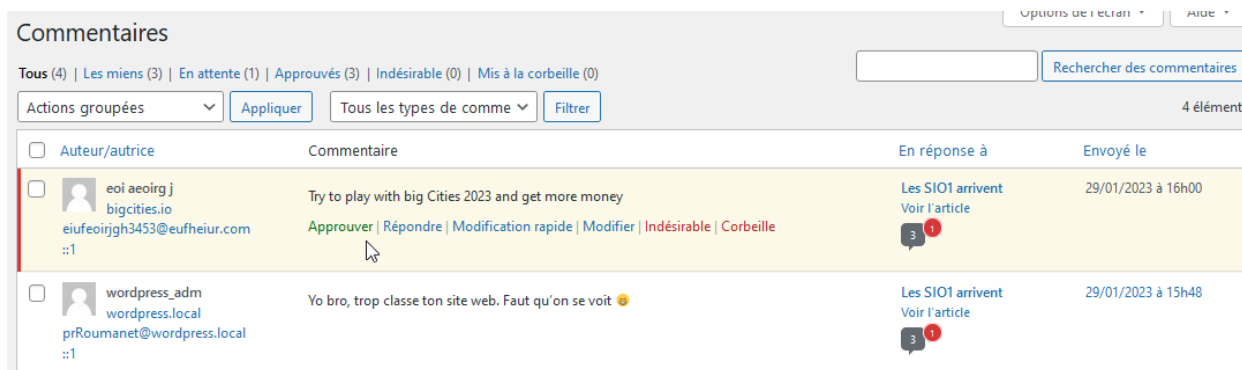 Options de l'écran Aide
Commentaires
Tous (4) | Les miens (3) | En attente (1) | Approuvés (3) | Indésirable (0) | Mis à la corbeille (0)
Rechercher des commentaires
Actions groupées Appliquer Tous les types de comme Filtrer 4 élément
Auteur/autrice Commentaire En réponse à Envoyé le
eoi aeoirg j
bigcities.io
eiufeoirjgh3453@eufheiur.com
::1
Try to play with big Cities 2023 and get more money
Approuver | Répondre | Modification rapide | Modifier | Indésirable | Corbeille
Les SIO1 arrivent
Voir l'article
3 1
29/01/2023 à 16h00
wordpress_adm
wordpress.local
prRoumanet@wordpress.local
::1
Yo bro, trop classe ton site web. Faut qu'on se voit 😀
Les SIO1 arrivent
Voir l'article
3 1
29/01/2023 à 15h48